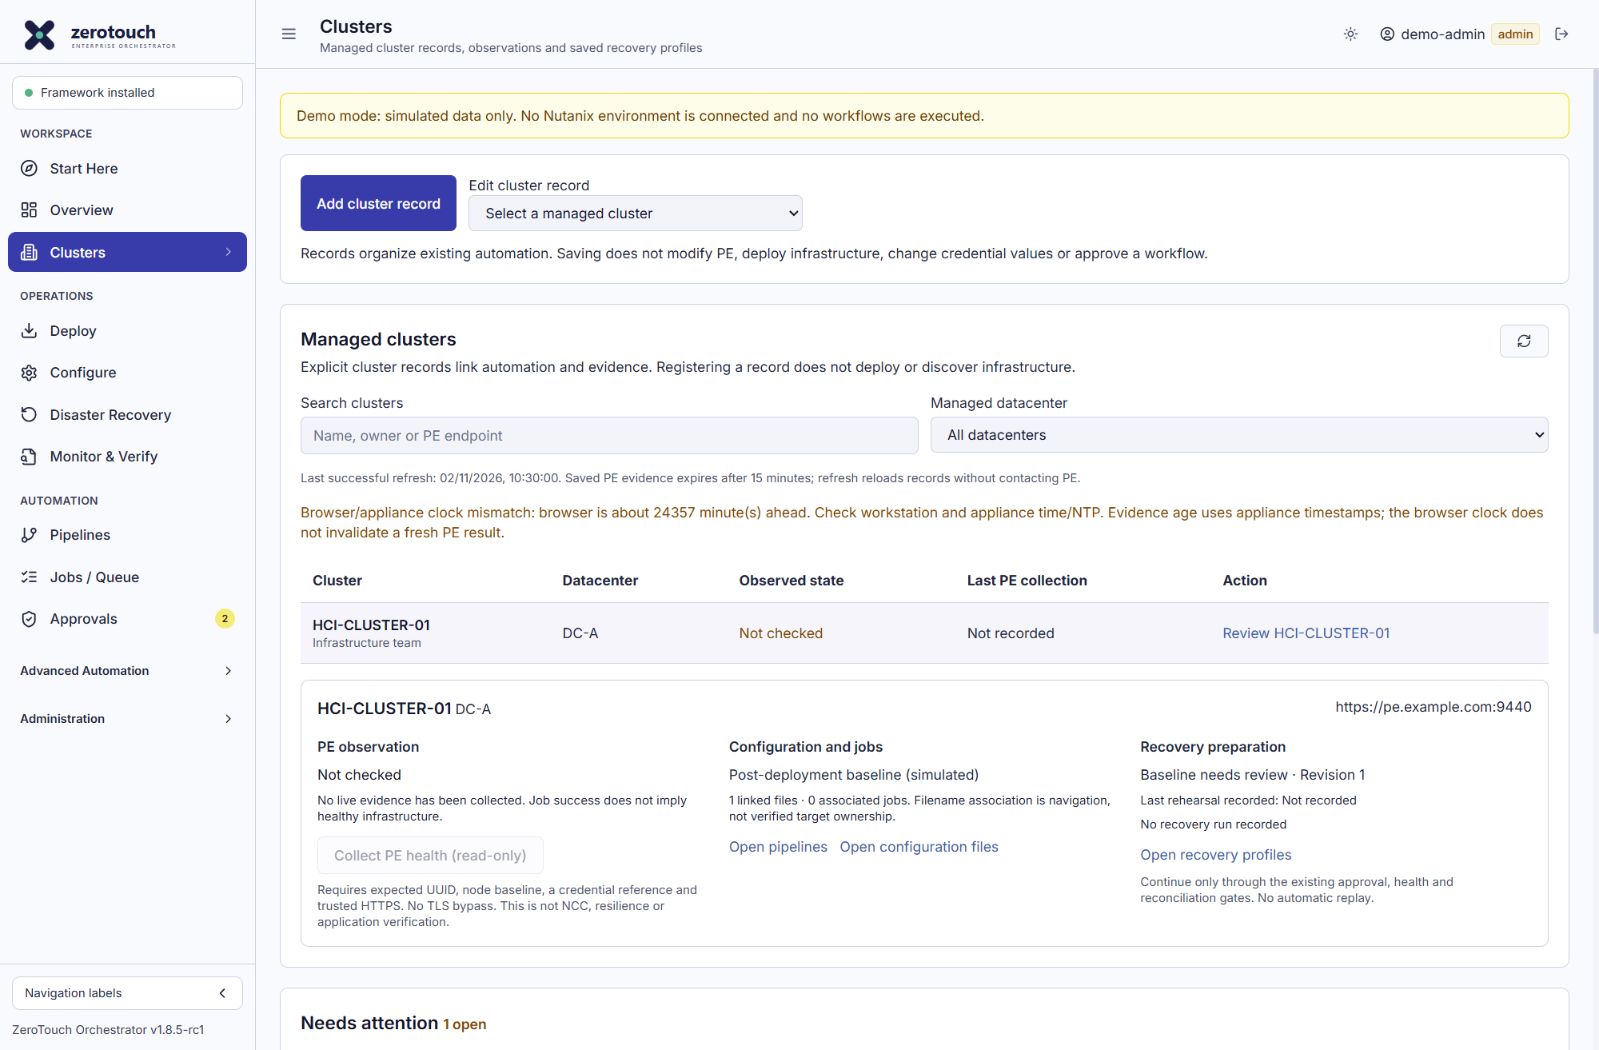 zerotouch
ENTERPRISE ORCHESTRATOR
Framework installed
WORKSPACE
Start Here
Overview
Clusters
OPERATIONS
Deploy
Configure
Disaster Recovery
Monitor & Verify
AUTOMATION
Pipelines
Jobs / Queue
Approvals
2
Advanced Automation
Administration
Navigation labels
ZeroTouch Orchestrator v1.8.5-rc1
Clusters
Managed cluster records, observations and saved recovery profiles
demo-admin admin
Demo mode: simulated data only. No Nutanix environment is connected and no workflows are executed.
Add cluster record
Edit cluster record
Select a managed cluster
Records organize existing automation. Saving does not modify PE, deploy infrastructure, change credential values or approve a workflow.
Managed clusters
Explicit cluster records link automation and evidence. Registering a record does not deploy or discover infrastructure.
Search clusters
Name, owner or PE endpoint
Managed datacenter
All datacenters
Last successful refresh: 02/11/2026, 10:30:00. Saved PE evidence expires after 15 minutes; refresh reloads records without contacting PE.
Browser/appliance clock mismatch: browser is about 24357 minute(s) ahead. Check workstation and appliance time/NTP. Evidence age uses appliance timestamps; the browser clock does
not invalidate a fresh PE result.
Cluster Datacenter Observed state Last PE collection Action
HCI-CLUSTER-01
Infrastructure team
DC-A
Not checked
Not recorded
Review HCI-CLUSTER-01
HCI-CLUSTER-01 DC-A
https://pe.example.com:9440
PE observation
Not checked
No live evidence has been collected. Job success does not imply
healthy infrastructure.
Collect PE health (read-only)
Requires expected UUID, node baseline, a credential reference and
trusted HTTPS. No TLS bypass. This is not NCC, resilience or
application verification.
Configuration and jobs
Post-deployment baseline (simulated)
1 linked files · 0 associated jobs. Filename association is navigation,
not verified target ownership.
Open pipelines Open configuration files
Recovery preparation
Baseline needs review · Revision 1
Last rehearsal recorded: Not recorded
No recovery run recorded
Open recovery profiles
Continue only through the existing approval, health and
reconciliation gates. No automatic replay.
Needs attention 1 open